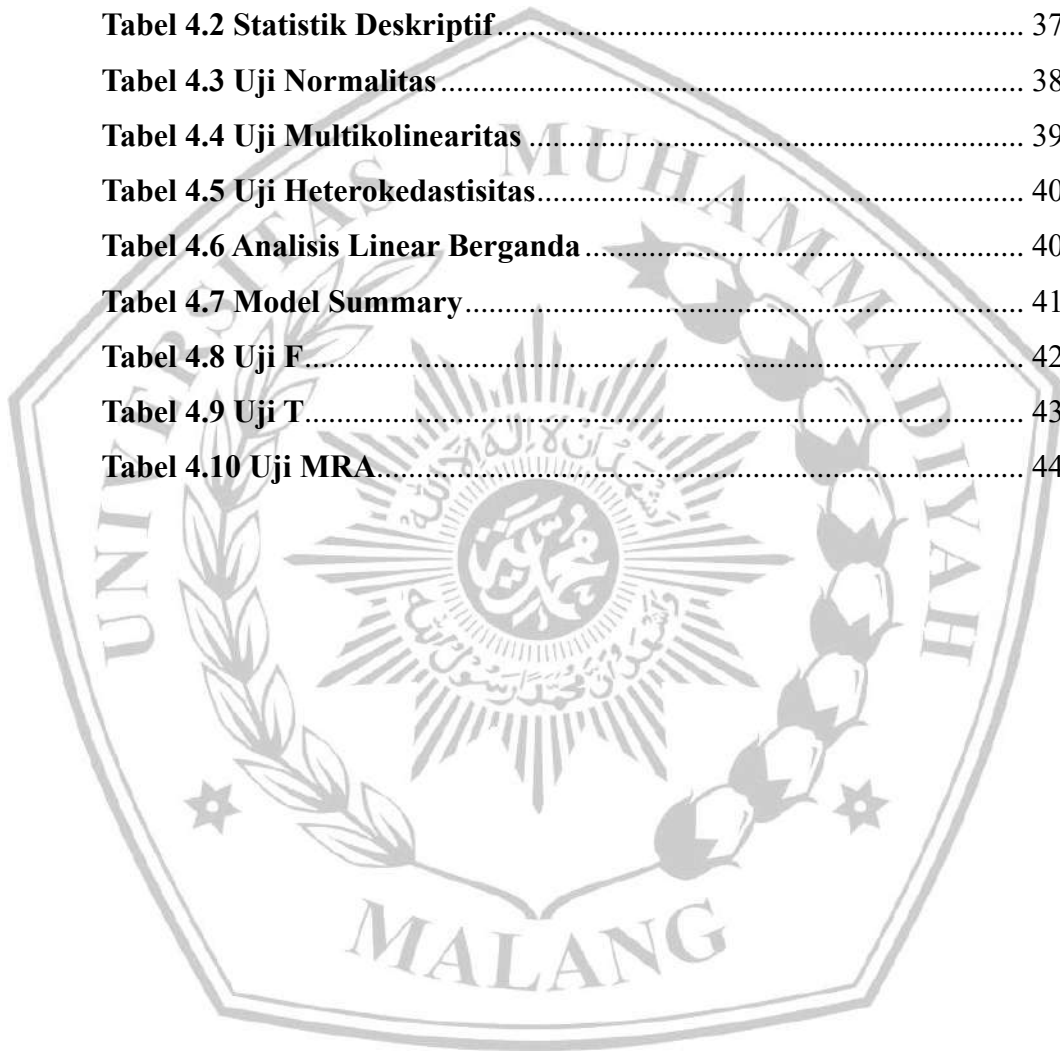 Tabel 4.2 Statistik Deskriptif........................................................................ 37
Tabel 4.3 Uji Normalitas................................................................................ 38
Tabel 4.4 Uji Multikolinearitas.................................................................... 39
Tabel 4.5 Uji Heterokedastisitas.................................................................. 40
Tabel 4.6 Analisis Linear Berganda............................................................ 40
Tabel 4.7 Model Summary............................................................................ 41
Tabel 4.8 Uji F.................................................................................................. 42
Tabel 4.9 Uji T.................................................................................................. 43
Tabel 4.10 Uji MRA........................................................................................ 44
UNIVERSITAS MUHAMMADIYAH
MALANG